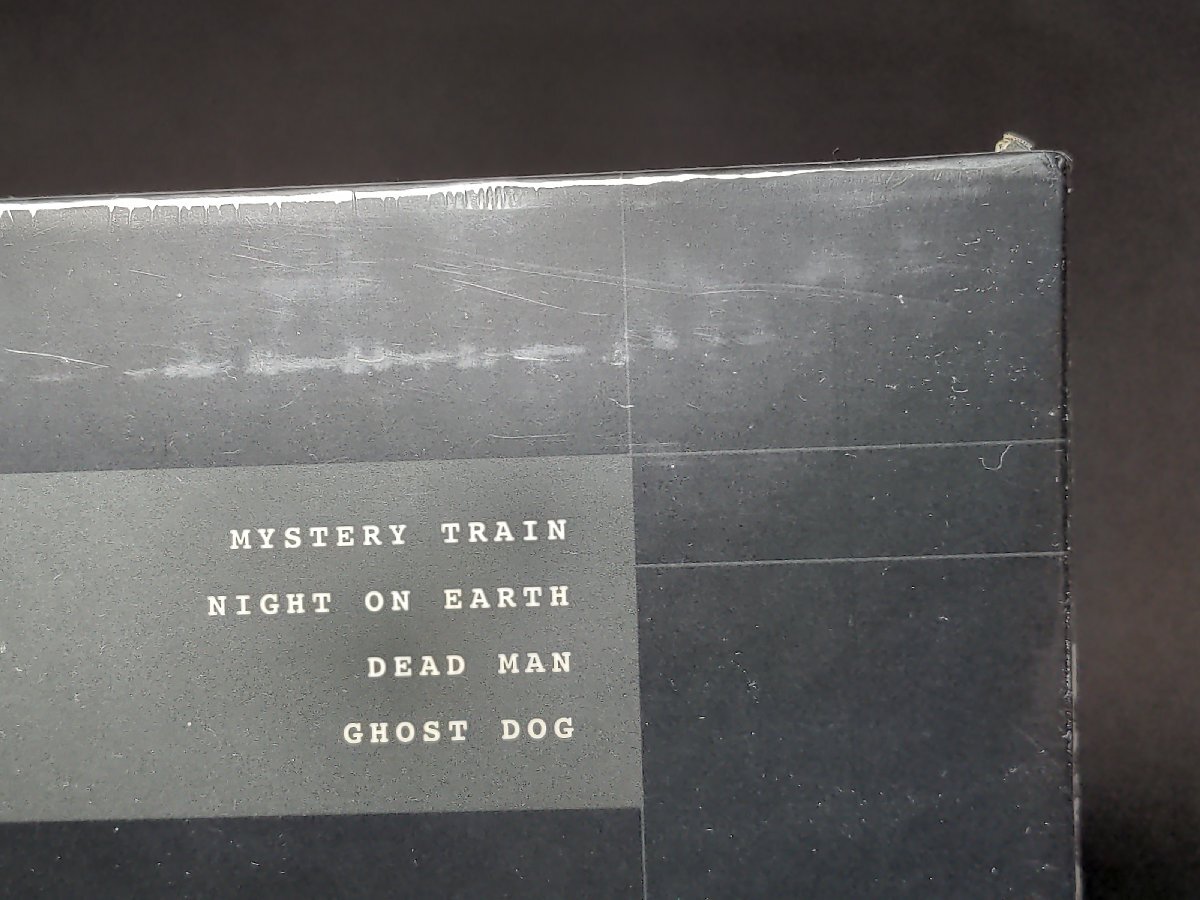 MYSTERY TRAIN
NIGHT ON EARTH
DEAD MAN
GHOST DOG